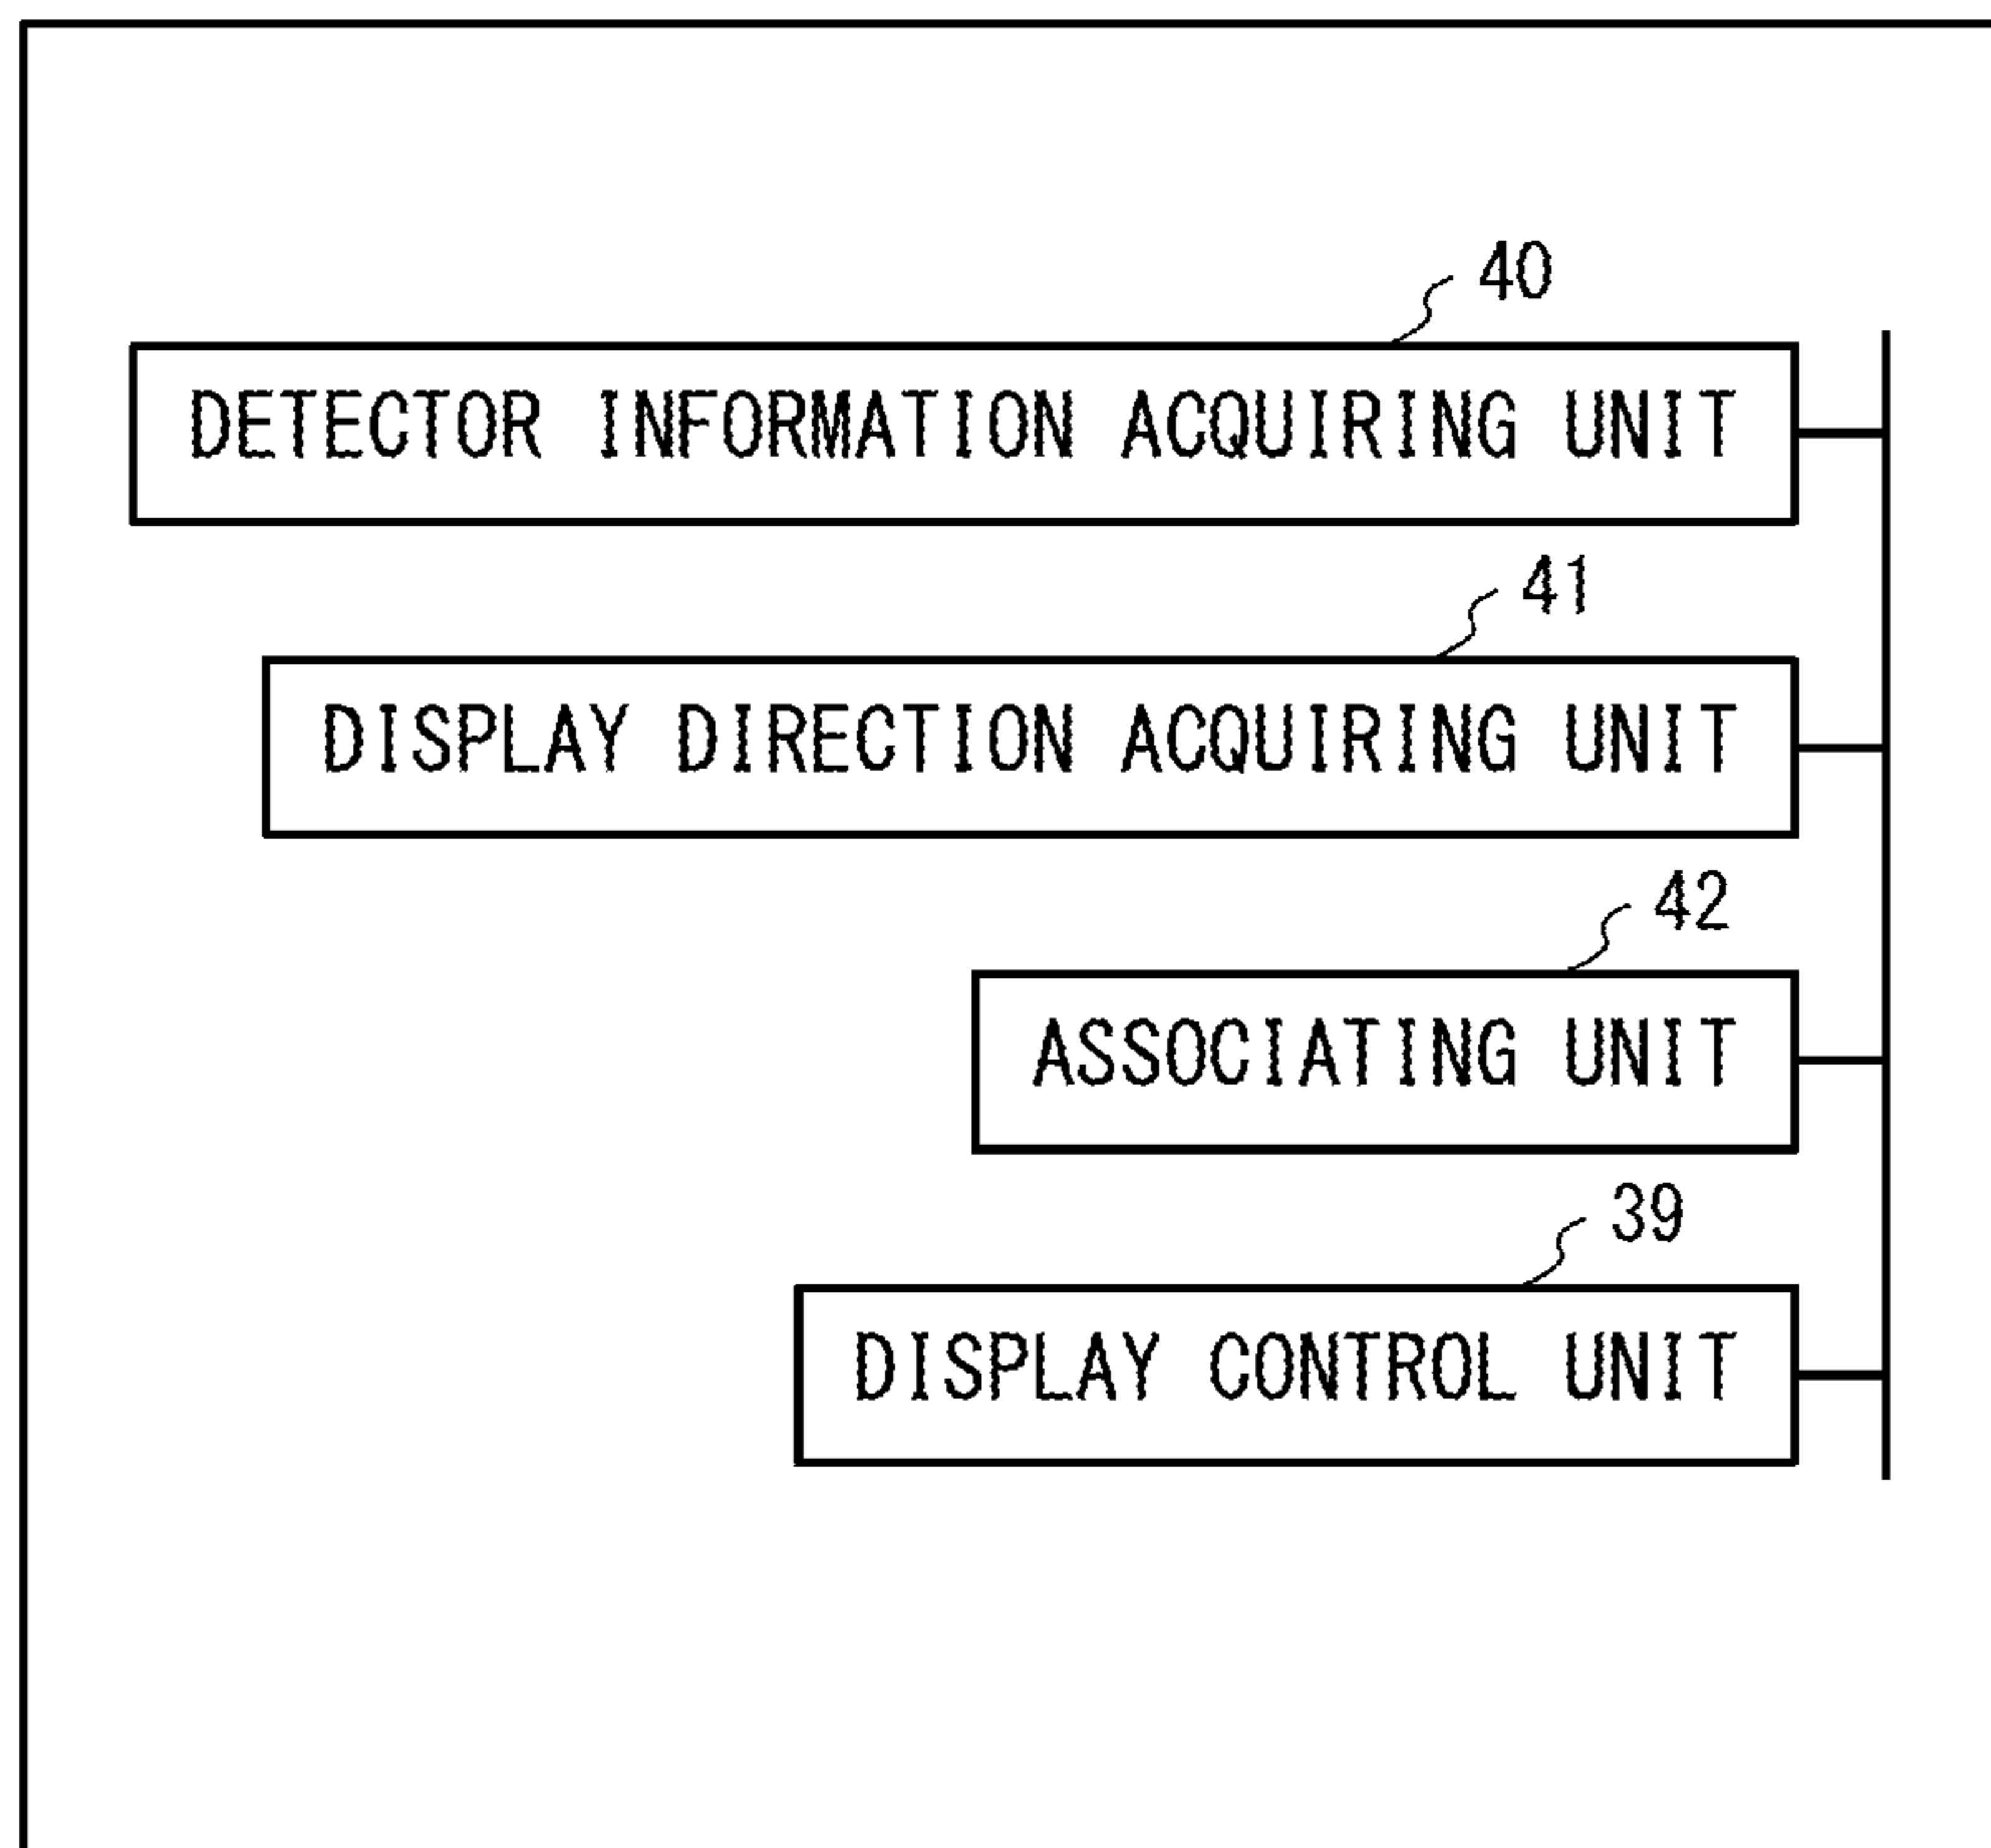 40
DETECTOR INFORMATION ACQUIRING UNIT
41
DISPLAY DIRECTION ACQUIRING UNIT
42
ASSOCIATING UNIT
39
DISPLAY CONTROL UNIT